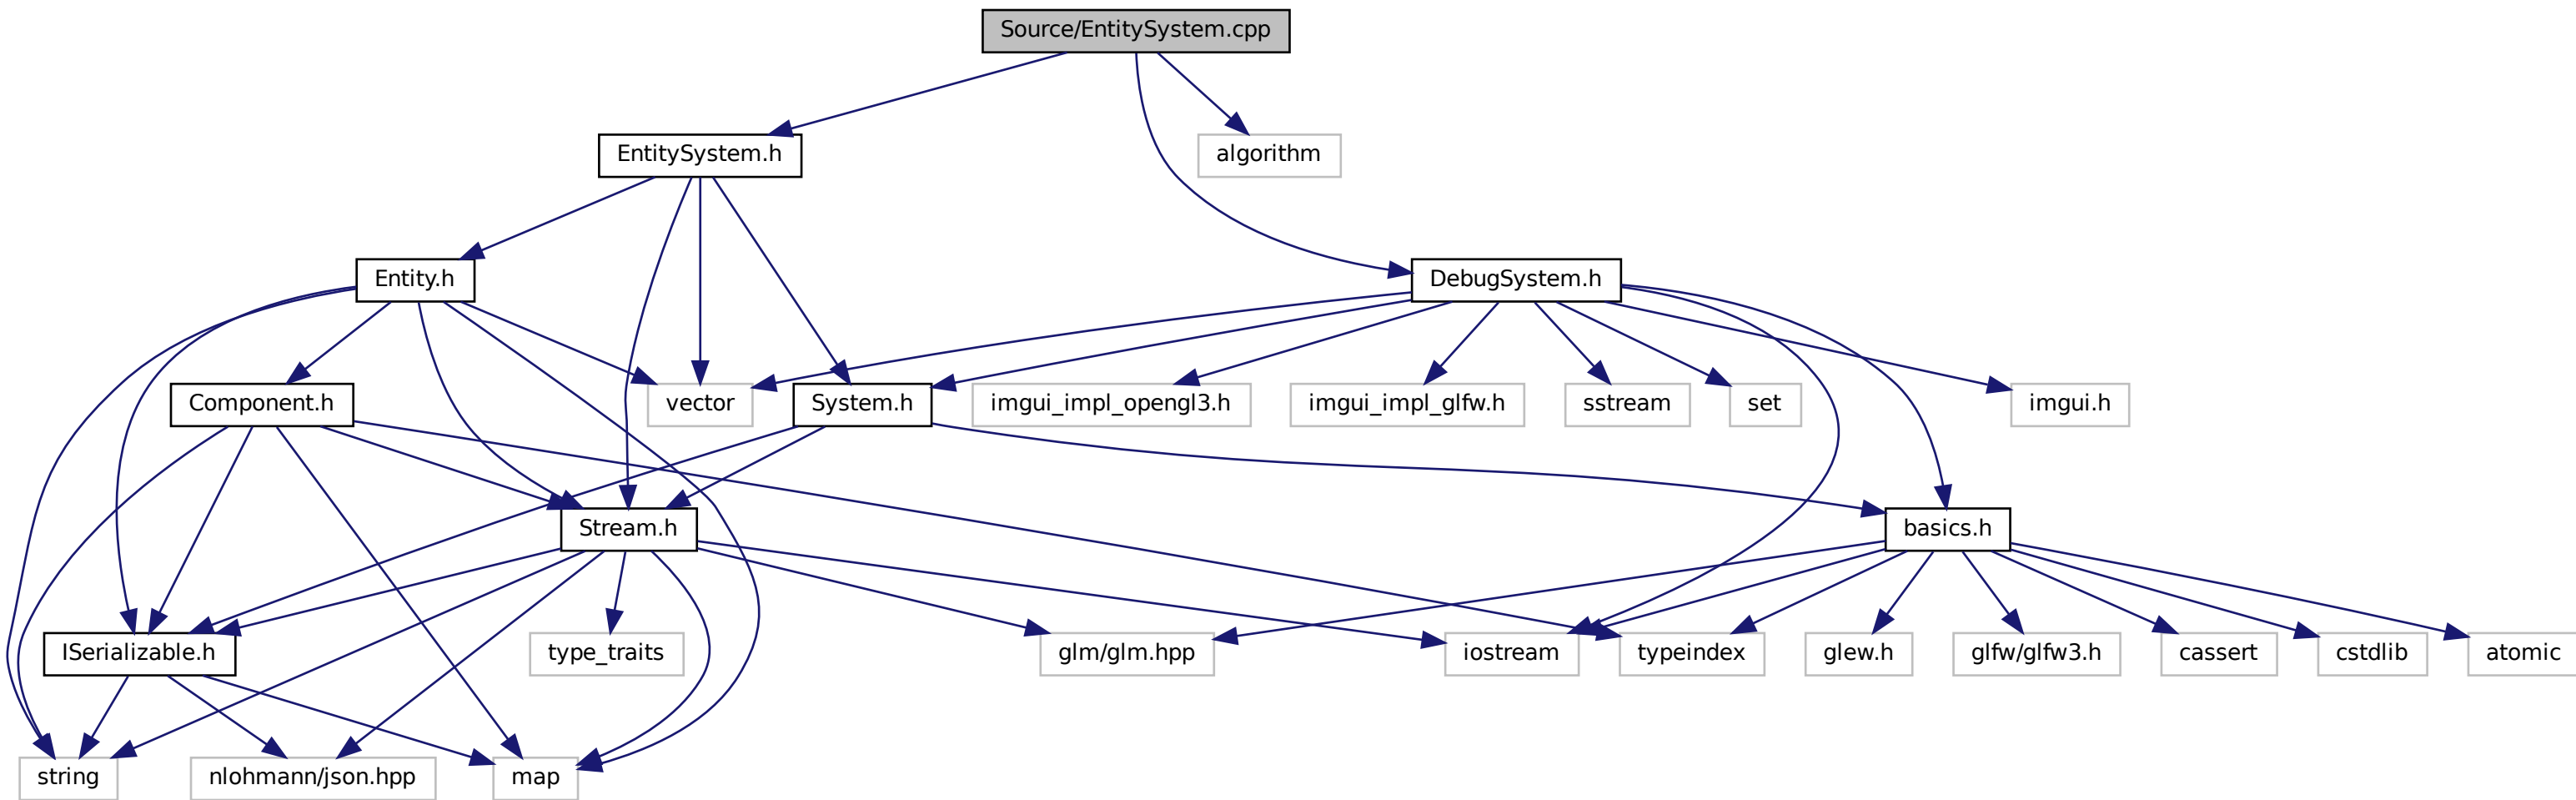 Source/EntitySystem.cpp
EntitySystem.h
algorithm
Entity.h
DebugSystem.h
Component.h
vector
System.h
imgui_impl_opengl3.h
imgui_impl_glfw.h
sstream
set
imgui.h
Stream.h
basics.h
ISerializable.h
type_traits
glm/glm.hpp
iostream
typeindex
glew.h
glfw/glfw3.h
cassert
cstdlib
atomic
string
nlohmann/json.hpp
map